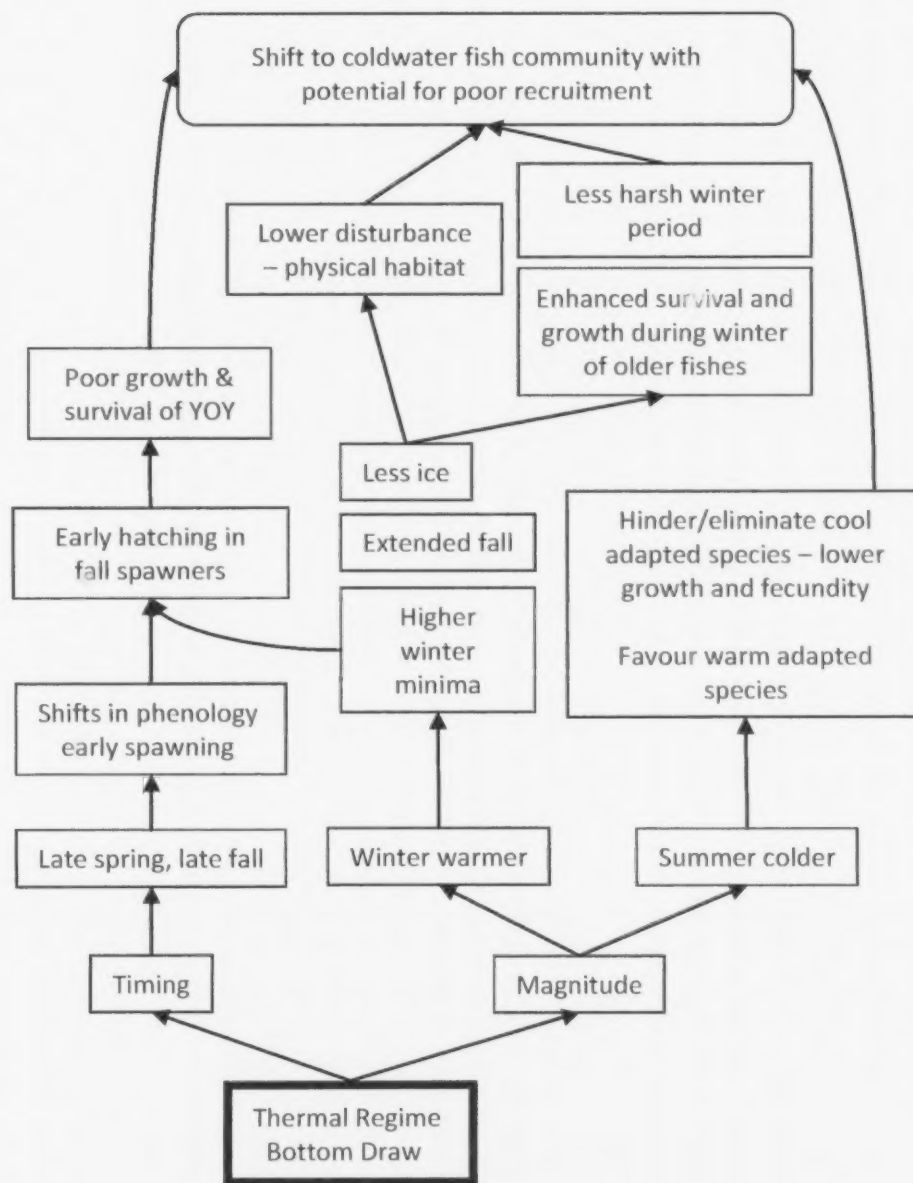 Shift to coldwater fish community with
potential for poor recruitment
Less harsh winter
period
Lower disturbance
– physical habitat
Enhanced survival and
growth during winter
of older fishes
Poor growth &
survival of YOY
Less ice
Early hatching in
fall spawners
Extended fall
Hinder/eliminate cool
adapted species – lower
growth and fecundity
Favour warm adapted
species
Higher
winter
minima
Shifts in phenology
early spawning
Late spring, late fall
Winter warmer
Summer colder
Timing
Magnitude
Thermal Regime
Bottom Draw